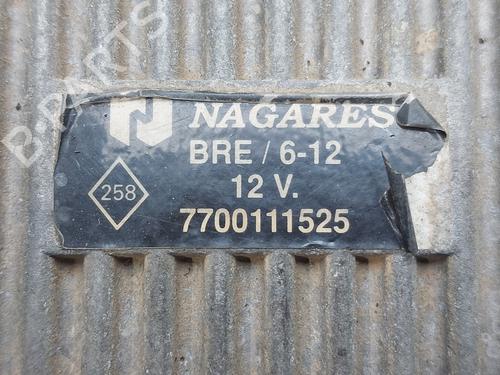 B-PARTS
N NAGARES
BRE / 6-12
258
12 V.
7700111525